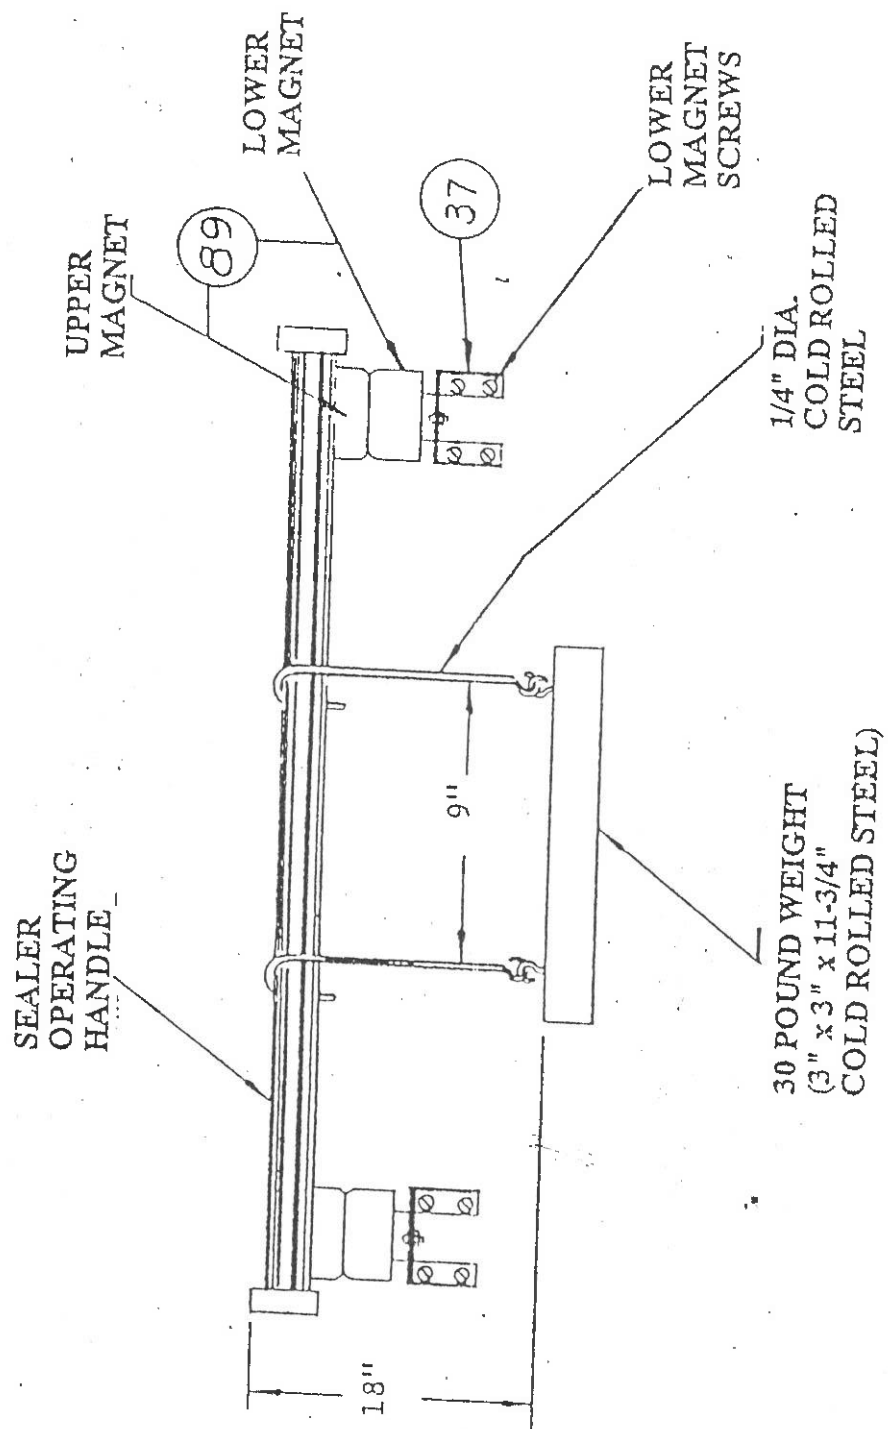 SEALER
OPERATING
HANDLE
UPPER
MAGNET
89
LOWER
MAGNET
37
LOWER
MAGNET
SCREWS
1/4" DIA.
COLD ROLLED
STEEL
9"
18"
30 POUND WEIGHT
(3" x 3" x 11-3/4"
COLD ROLLED STEEL)